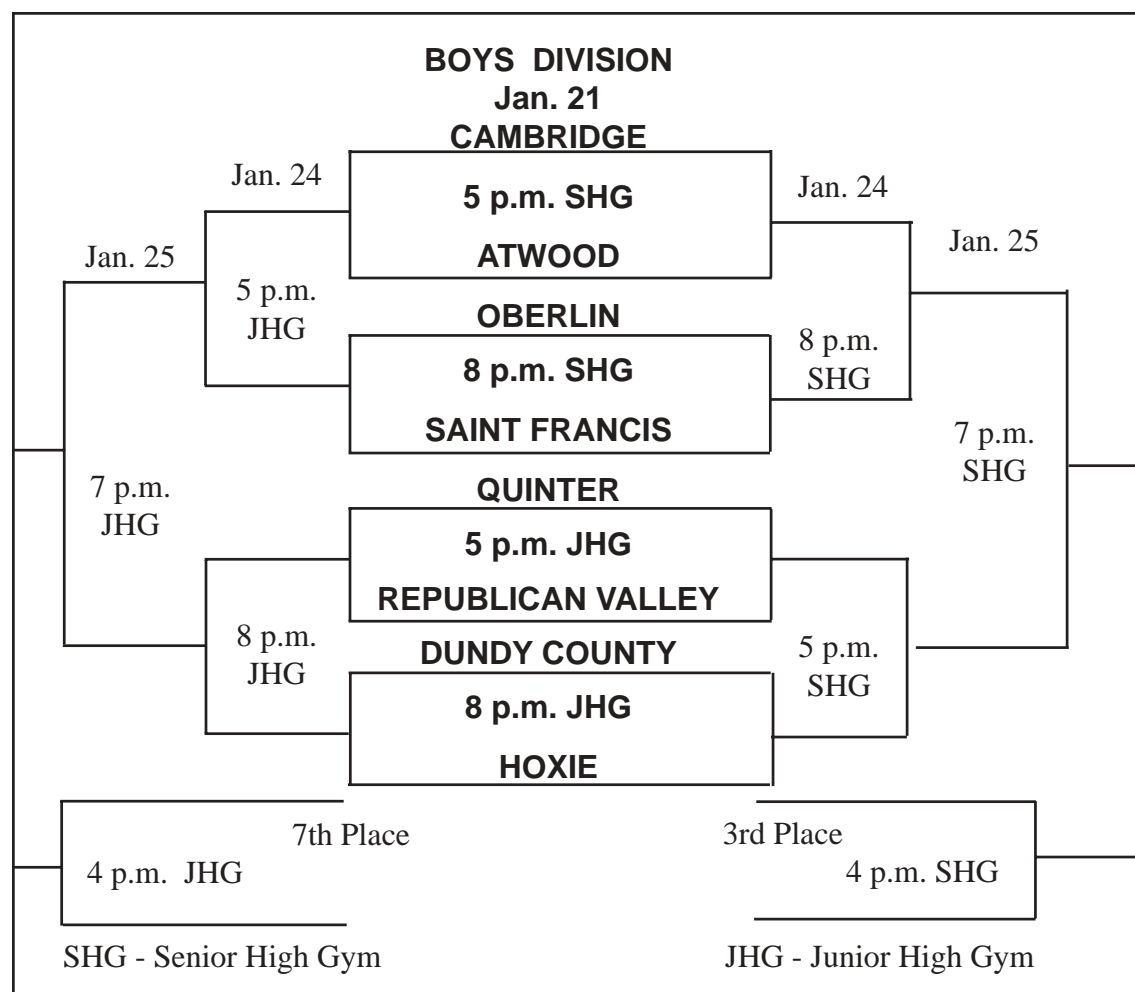 BOYS DIVISION
Jan. 21
CAMBRIDGE
Jan. 24
5 p.m. SHG
Jan. 24
Jan. 25
ATWOOD
Jan. 25
5 p.m.
JHG
OBERLIN
8 p.m. SHG
8 p.m.
SHG
SAINT FRANCIS
7 p.m.
SHG
7 p.m.
JHG
QUINTER
5 p.m. JHG
REPUBLICAN VALLEY
8 p.m.
JHG
DUNDY COUNTY
5 p.m.
SHG
8 p.m. JHG
HOXIE
7th Place
4 p.m. JHG
3rd Place
4 p.m. SHG
SHG - Senior High Gym
JHG - Junior High Gym